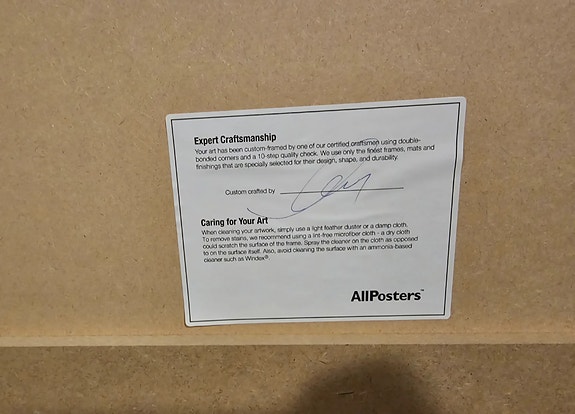 Expert Craftsmanship
Your art has been custom-framed by one of our certified craftsmen using double-
bonded corners and a 10-step quality check. We use only the finest frames, mats and
finishings that are specially selected for their design, shape, and durability.
Custom crafted by
Caring for Your Art
When cleaning your artwork, simply use a light feather duster or a damp cloth.
To remove stains, we recommend using a lint-free microfiber cloth - a dry cloth
could scratch the surface of the frame. Spray the cleaner on the cloth as opposed
to on the surface itself. Also, avoid cleaning the surface with an ammonia-based
cleaner such as Windex®.
AllPosters™